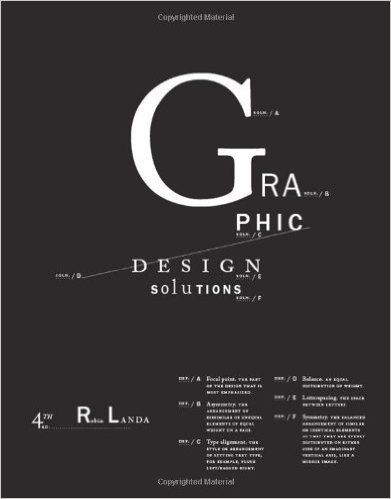 Copyrighted Material
G
SOLN. / A
RA
SOLN. / B
PHIC
SOLN. / C
SOLN. / D
DESIGN
SOLN. / E
SOluTIONS
SOLN. / F
4TH
ED.
Robin LANDA
DEF. / A Focal point. THE PART
OF THE DESIGN THAT IS
MOST EMPHASIZED.
DEF. / B Asymmetry. THE
ARRANGEMENT OF
DISSIMILAR OR UNEQUAL
ELEMENTS OF EQUAL
WEIGHT ON A PAGE.
DEF. / C Type alignment. THE
STYLE OR ARRANGEMENT
OF SETTING THE TYPE,
FOR EXAMPLE, FLUSH
LEFT/RAGGED RIGHT.
DEF. / D Balance. AN EQUAL
DISTRIBUTION OF WEIGHT.
DEF. / E Letterspacing. THE SPACE
BETWEEN LETTERS.
DEF. / F Symmetry. THE BALANCED
ARRANGEMENT OF SIMILAR
OR IDENTICAL ELEMENTS
SO THAT THEY ARE EVENLY
DISTRIBUTED ON EITHER
SIDE OF AN IMAGINARY
VERTICAL AXIS, LIKE A
MIRROR IMAGE.
Copyrighted Material